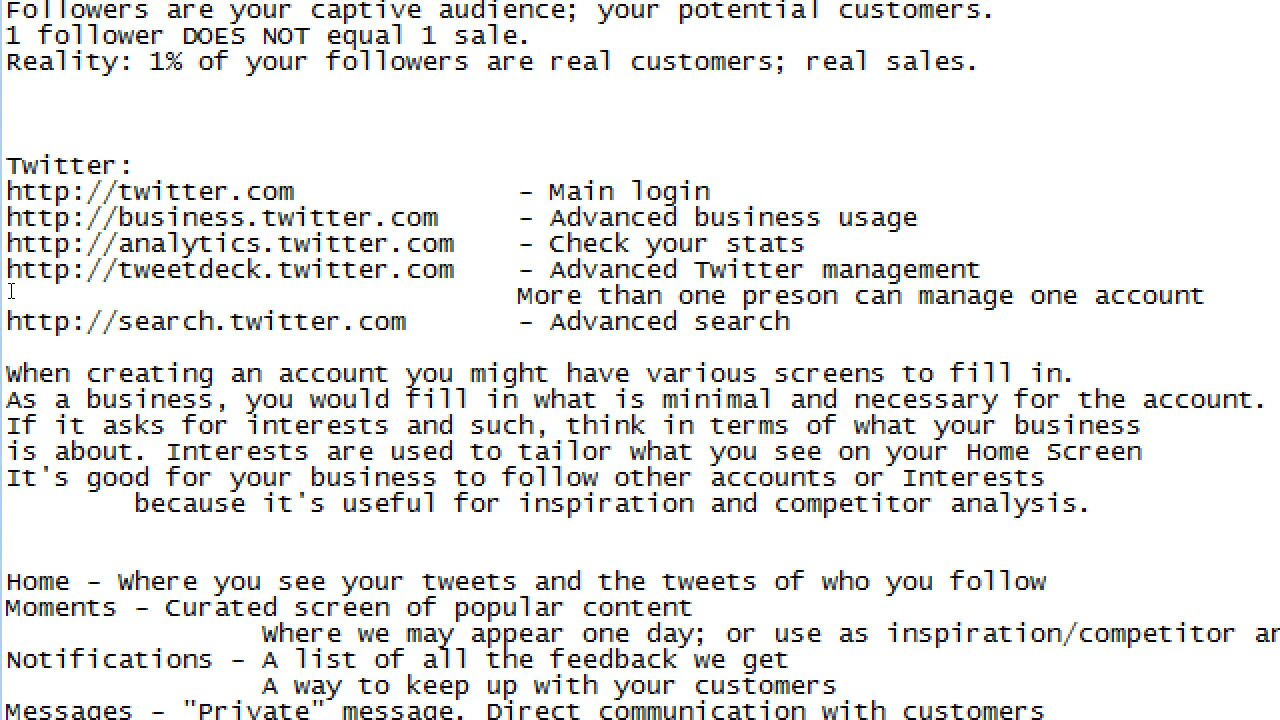 Followers are your captive audience; your potential customers.
1 follower DOES NOT equal 1 sale.
Reality: 1% of your followers are real customers; real sales.
Twitter:
http://twitter.com - Main login
http://business.twitter.com - Advanced business usage
http://analytics.twitter.com - Check your stats
http://tweetdeck.twitter.com - Advanced Twitter management
More than one preson can manage one account
http://search.twitter.com - Advanced search
When creating an account you might have various screens to fill in.
As a business, you would fill in what is minimal and necessary for the account.
If it asks for interests and such, think in terms of what your business
is about. Interests are used to tailor what you see on your Home Screen
It's good for your business to follow other accounts or Interests
because it's useful for inspiration and competitor analysis.
Home - Where you see your tweets and the tweets of who you follow
Moments - Curated screen of popular content
Where we may appear one day; or use as inspiration/competitor
Notifications - A list of all the feedback we get
A way to keep up with your customers
Messages - "Private" message. Direct communication with customers